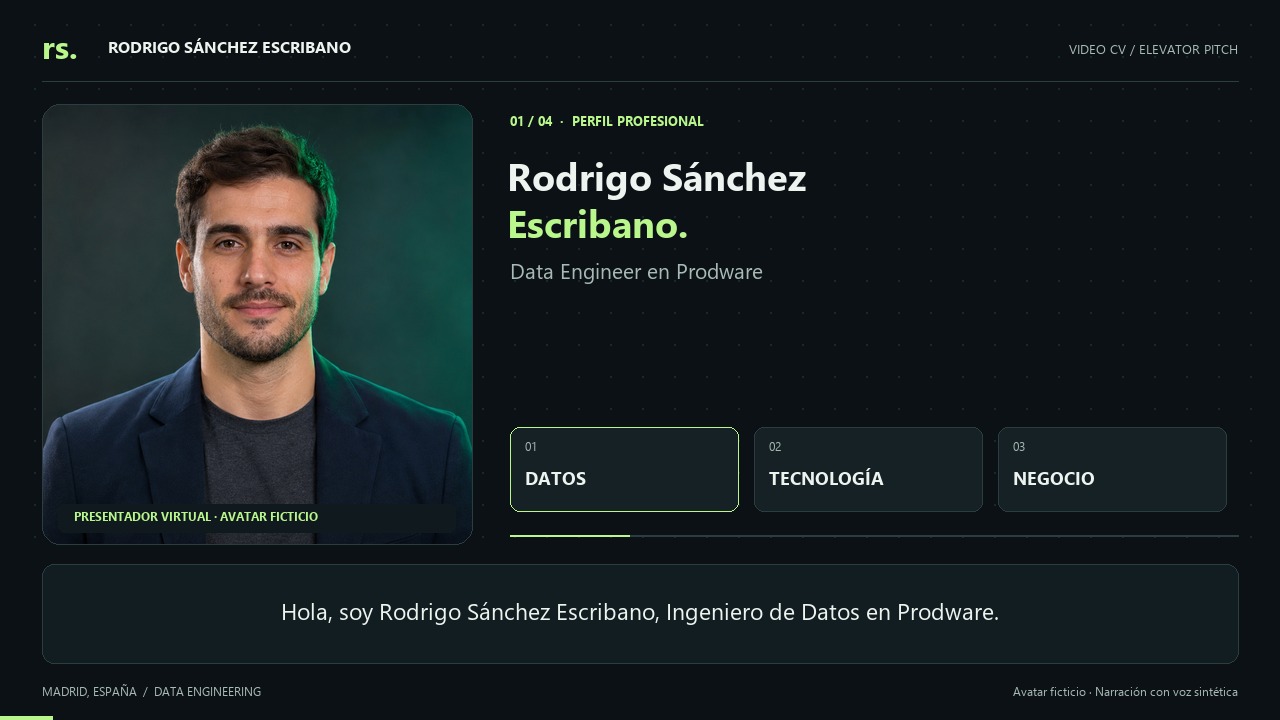 rs.
RODRIGO SÁNCHEZ ESCRIBANO
VIDEO CV / ELEVATOR PITCH
01 / 04 · PERFIL PROFESIONAL
Rodrigo Sánchez
Escribano.
Data Engineer en Prodware
01
DATOS
02
TECNOLOGÍA
03
NEGOCIO
PRESENTADOR VIRTUAL · AVATAR FICTICIO
Hola, soy Rodrigo Sánchez Escribano, Ingeniero de Datos en Prodware.
MADRID, ESPAÑA / DATA ENGINEERING
Avatar ficticio · Narración con voz sintética